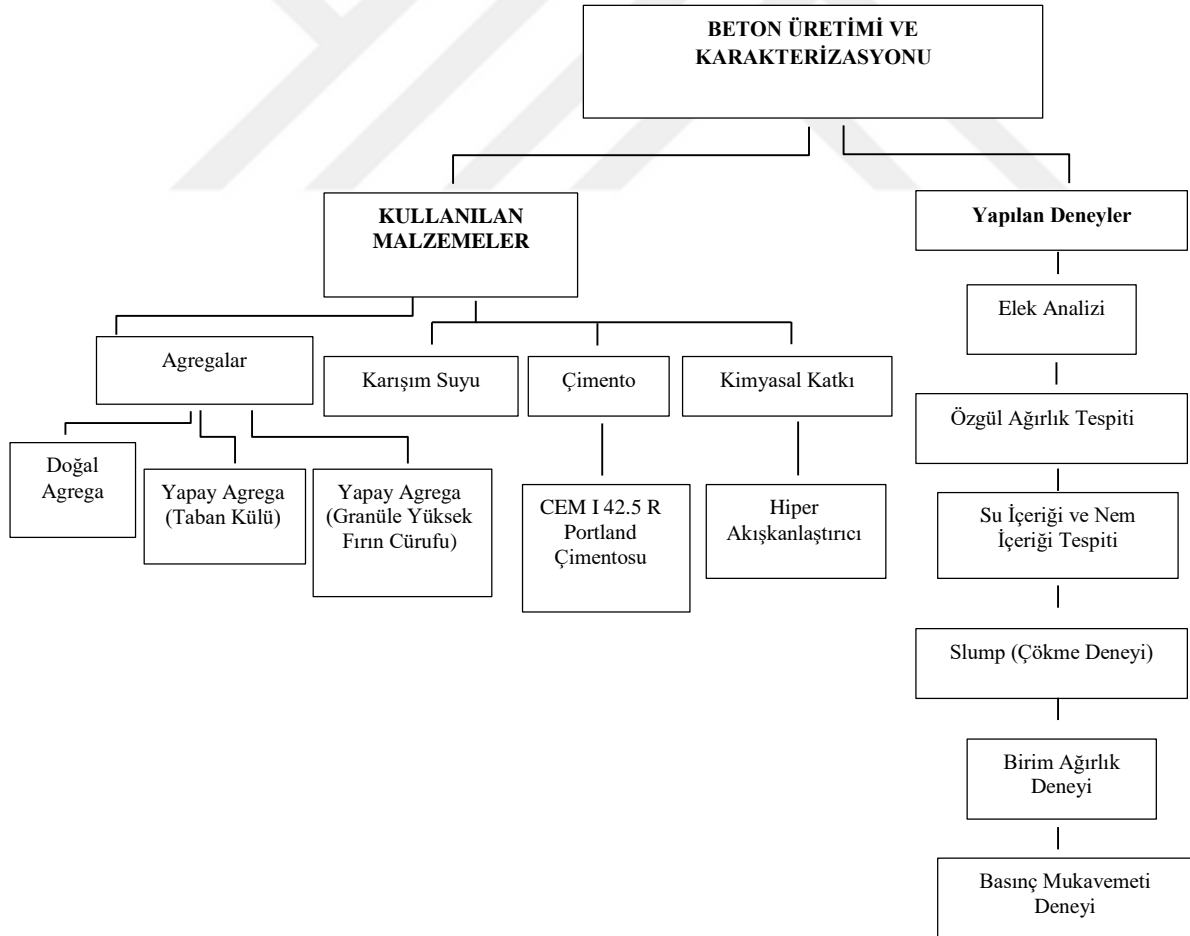 BETON ÜRETİMİ VE
KARAKTERİZASYONU
KULLANILAN
MALZEMELER
Yapılan Deneyler
Elek Analizi
Agregalar
Karışım Suyu
Çimento
Kimyasal Katkı
Özgül Ağırlık Tespiti
Doğal
Agrega
Yapay Agrega
(Taban Külü)
Yapay Agrega
(Granüle Yüksek
Fırın Cürufu)
CEM I 42.5 R
Portland
Çimentosu
Hiper
Akışkanlaştırıcı
Su İçeriği ve Nem
İçeriği Tespiti
Slump (Çökme Deneyi)
Birim Ağırlık
Deneyi
Basınç Mukavemeti
Deneyi